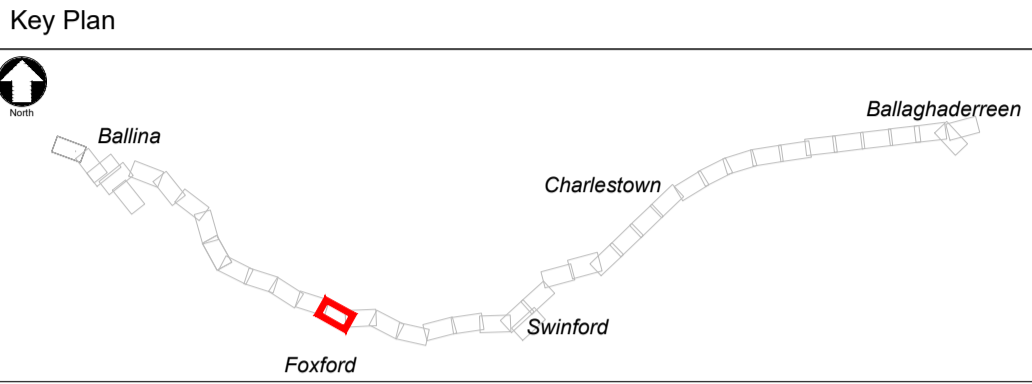 Key Plan
North
Ballina
Ballaghaderreen
Charlestown
Swinford
Foxford